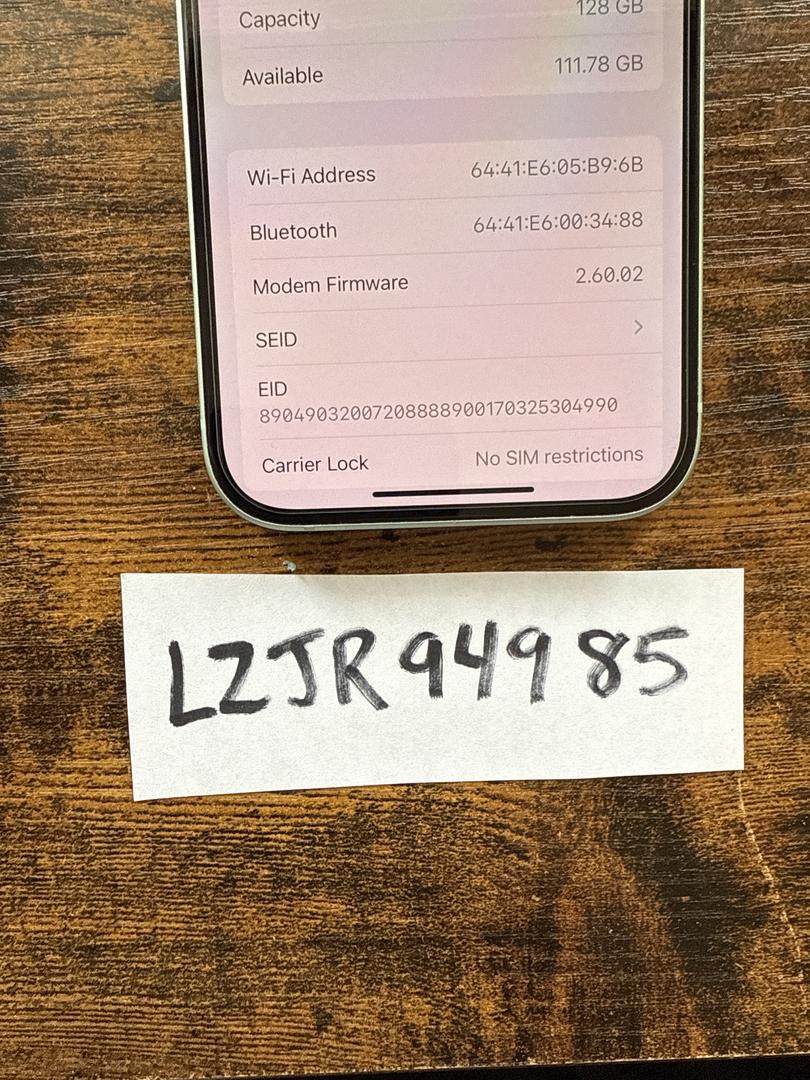 Capacity 128 GB
Available 111.78 GB
Wi-Fi Address 64:41:E6:05:B9:6B
Bluetooth 64:41:E6:00:34:88
Modem Firmware 2.60.02
SEID
EID
89049032007208888900170325304990
Carrier Lock No SIM restrictions
LZJR94985